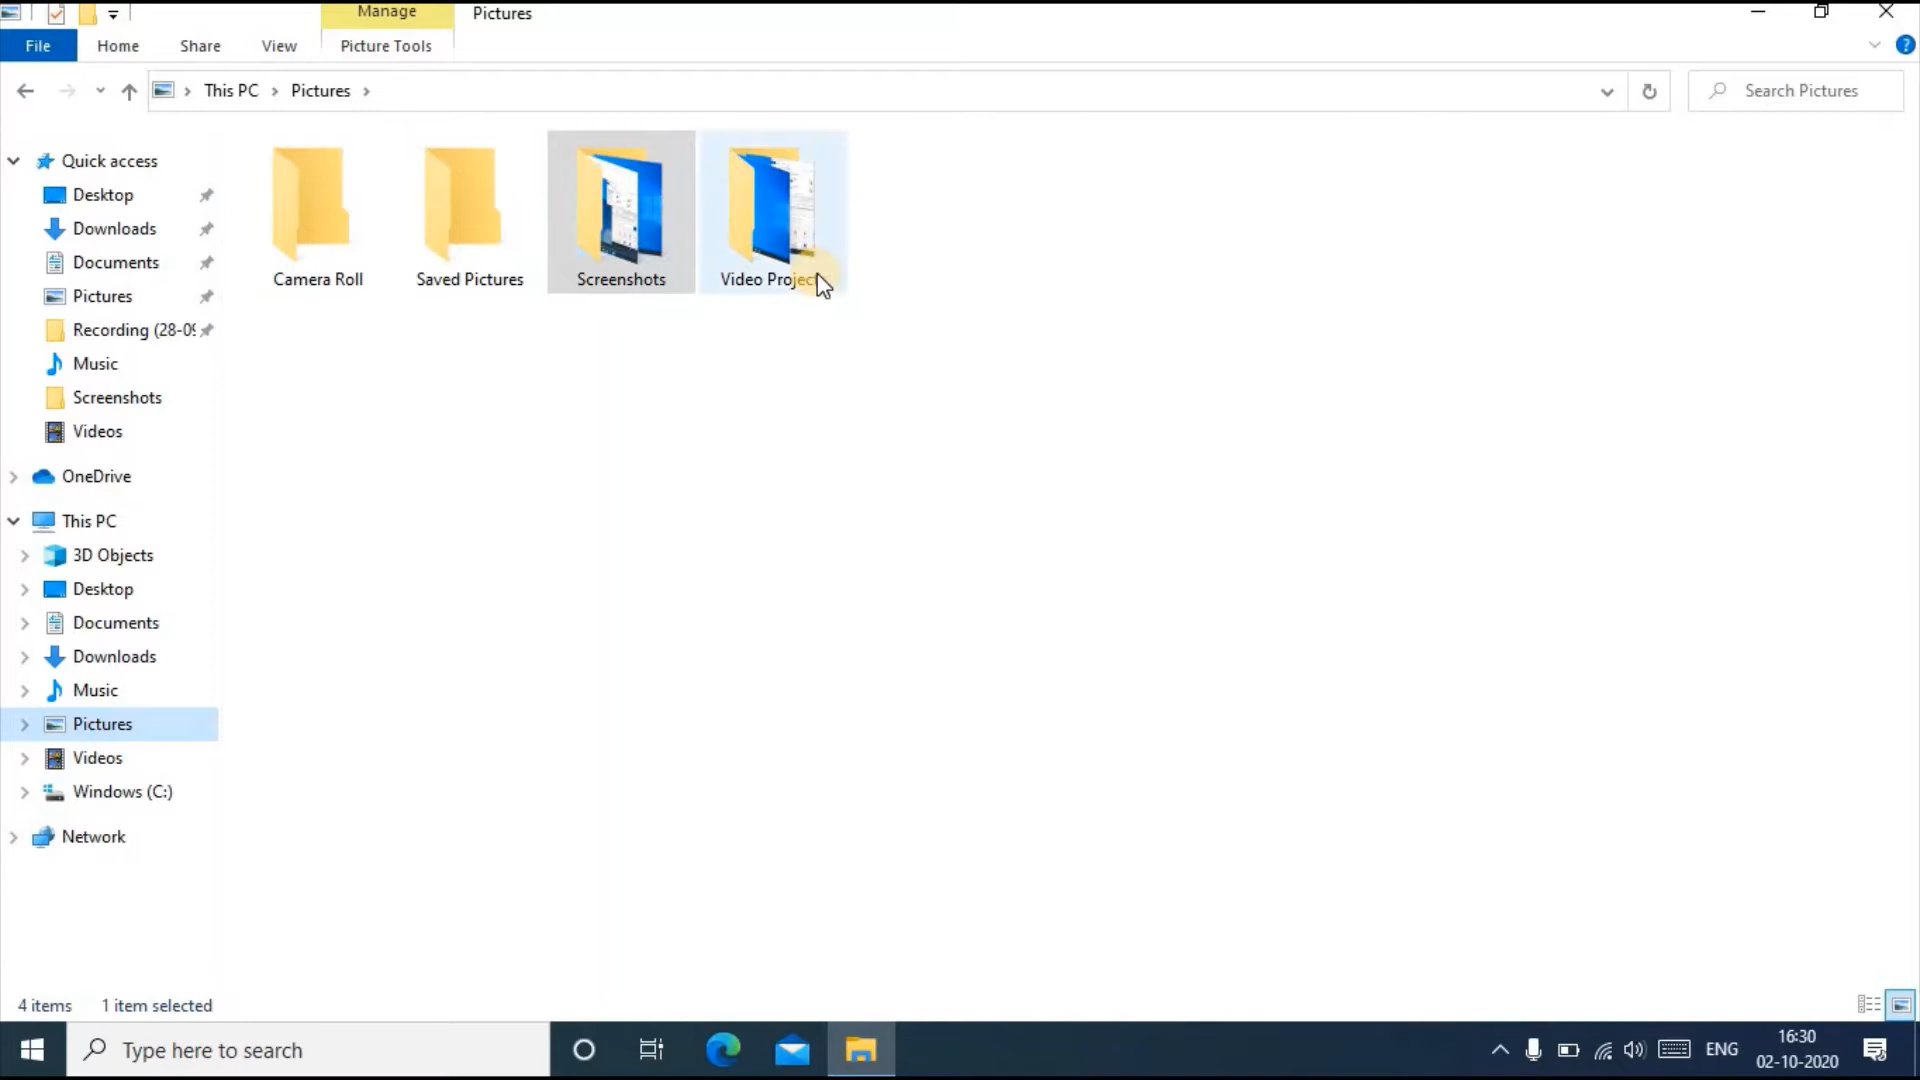 Manage
Pictures
File
Home
Share
View
Picture Tools
This PC
Pictures
Search Pictures
Quick access
Desktop
Downloads
Documents
Pictures
Recording (28-09
Music
Screenshots
Videos
OneDrive
This PC
3D Objects
Desktop
Documents
Downloads
Music
Pictures
Videos
Windows (C:)
Network
Camera Roll
Saved Pictures
Screenshots
Video
4 items
1 item selected
Type here to search
ENG
16:30
02-10-2020